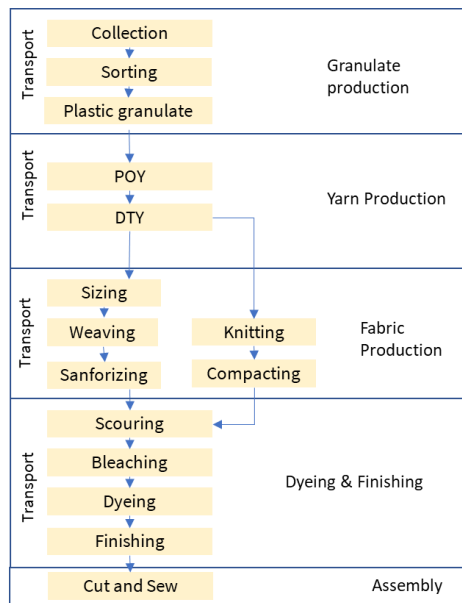 Transport
Collection
Sorting
Plastic granulate
Granulate
production
Transport
POY
DTY
Yarn Production
Transport
Sizing
Weaving
Sanforizing
Knitting
Compacting
Fabric
Production
Transport
Scouring
Bleaching
Dyeing
Finishing
Dyeing & Finishing
Cut and Sew
Assembly